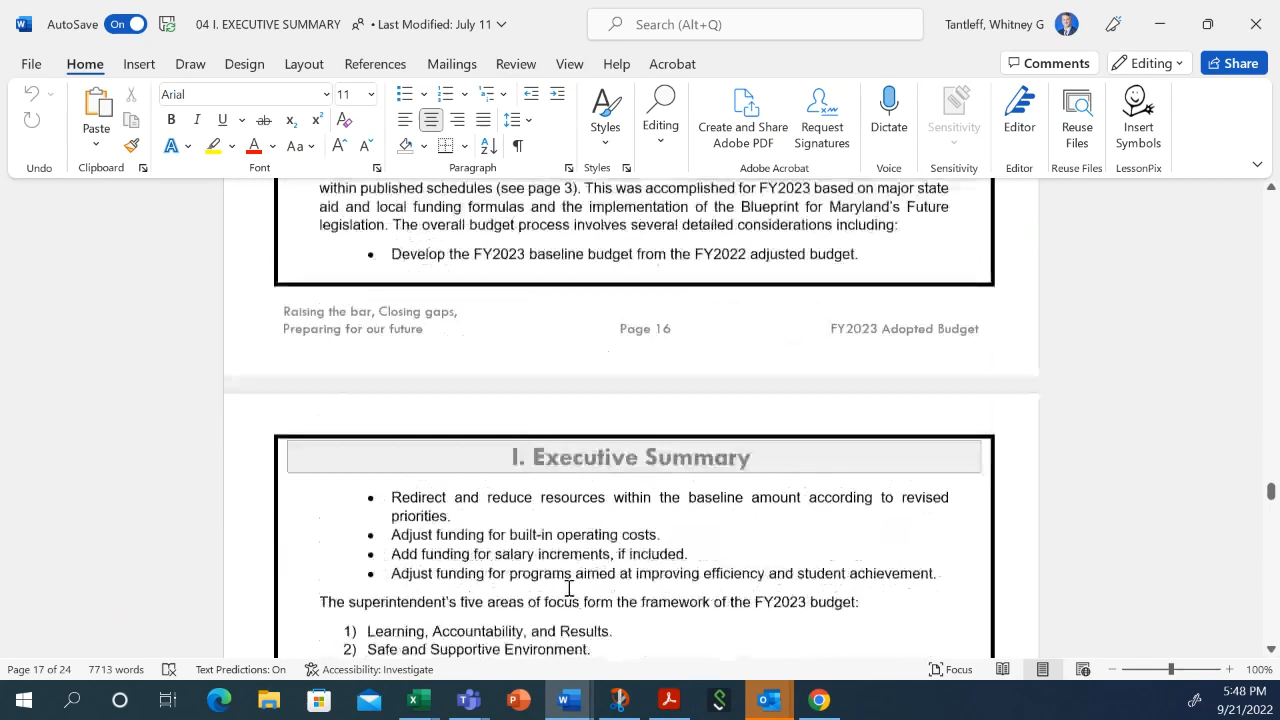 AutoSave On 04 I. EXECUTIVE SUMMARY • Last Modified: July 11 Search (Alt+Q) Tantleff, Whitney G
File Home Insert Draw Design Layout References Mailings Review View Help Acrobat Comments Editing Share
Arial 11
Paste Styles Editing Create and Share Adobe PDF Request Signatures Dictate Sensitivity Editor Reuse Files Insert Symbols
Undo Clipboard Font Paragraph Styles Adobe Acrobat Voice Sensitivity Editor Reuse Files LessonPix
within published schedules (see page 3). This was accomplished for FY2023 based on major state
aid and local funding formulas and the implementation of the Blueprint for Maryland's Future
legislation. The overall budget process involves several detailed considerations including:
• Develop the FY2023 baseline budget from the FY2022 adjusted budget.
Raising the bar, Closing gaps,
Preparing for our future Page 16 FY2023 Adopted Budget
I. Executive Summary
• Redirect and reduce resources within the baseline amount according to revised
priorities.
• Adjust funding for built-in operating costs.
• Add funding for salary increments, if included.
• Adjust funding for programs aimed at improving efficiency and student achievement.
The superintendent's five areas of focus form the framework of the FY2023 budget:
1) Learning, Accountability, and Results.
2) Safe and Supportive Environment.
Page 17 of 24 7713 words Text Predictions: On Accessibility: Investigate Focus 100%
5:48 PM
9/21/2022